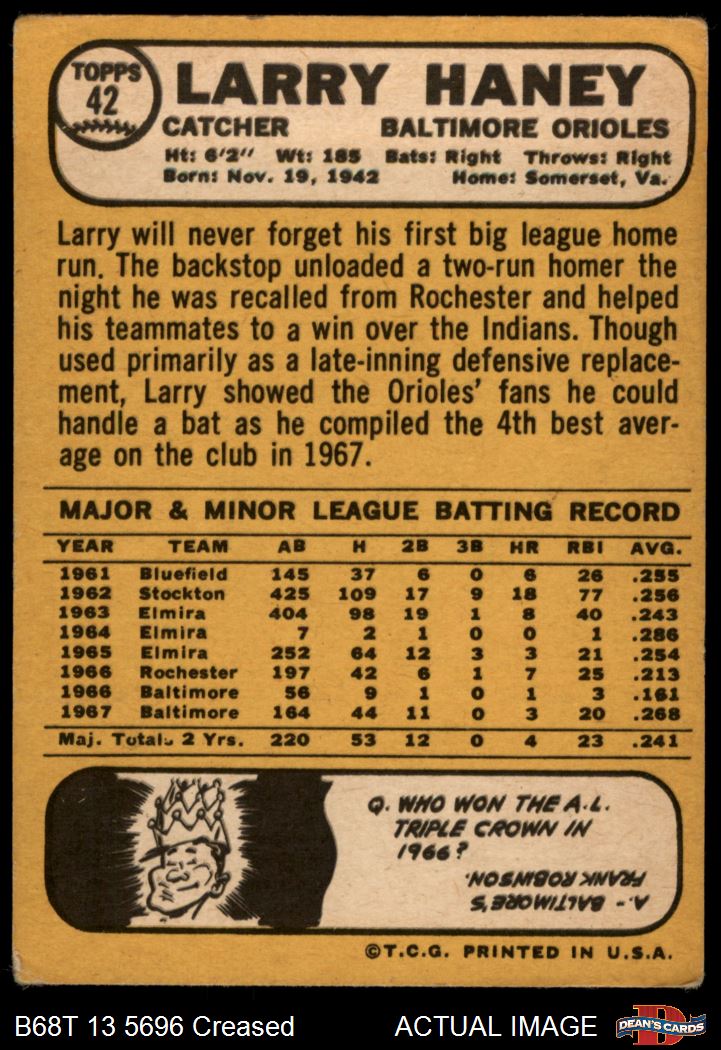 TOPPS
42
LARRY HANEY
CATCHER BALTIMORE ORIOLES
Ht: 6'2" Wt: 185 Bats: Right Throws: Right
Born: Nov. 19, 1942 Home: Somerset, Va.
Larry will never forget his first big league home
run. The backstop unloaded a two-run homer the
night he was recalled from Rochester and helped
his teammates to a win over the Indians. Though
used primarily as a late-inning defensive replace-
ment, Larry showed the Orioles' fans he could
handle a bat as he compiled the 4th best aver-
age on the club in 1967.
MAJOR & MINOR LEAGUE BATTING RECORD
YEAR TEAM AB H 2B 3B HR RBI AVG.
1961 Bluefield 145 37 6 0 6 26 .255
1962 Stockton 425 109 17 9 18 77 .256
1963 Elmira 404 98 19 1 8 40 .243
1964 Elmira 7 2 1 0 0 1 .286
1965 Elmira 252 64 12 3 3 21 .254
1966 Rochester 197 42 6 1 7 25 .213
1966 Baltimore 56 9 1 0 1 3 .161
1967 Baltimore 164 44 11 0 3 20 .268
Maj. Totals 2 Yrs. 220 53 12 0 4 23 .241
Q. WHO WON THE A.L.
TRIPLE CROWN IN
1966?
A.- BALTIMORE'S
FRANK ROBINSON.
©T.C.G. PRINTED IN U.S.A.
B68T 13 5696 Creased ACTUAL IMAGE
DEAN'S CARDS